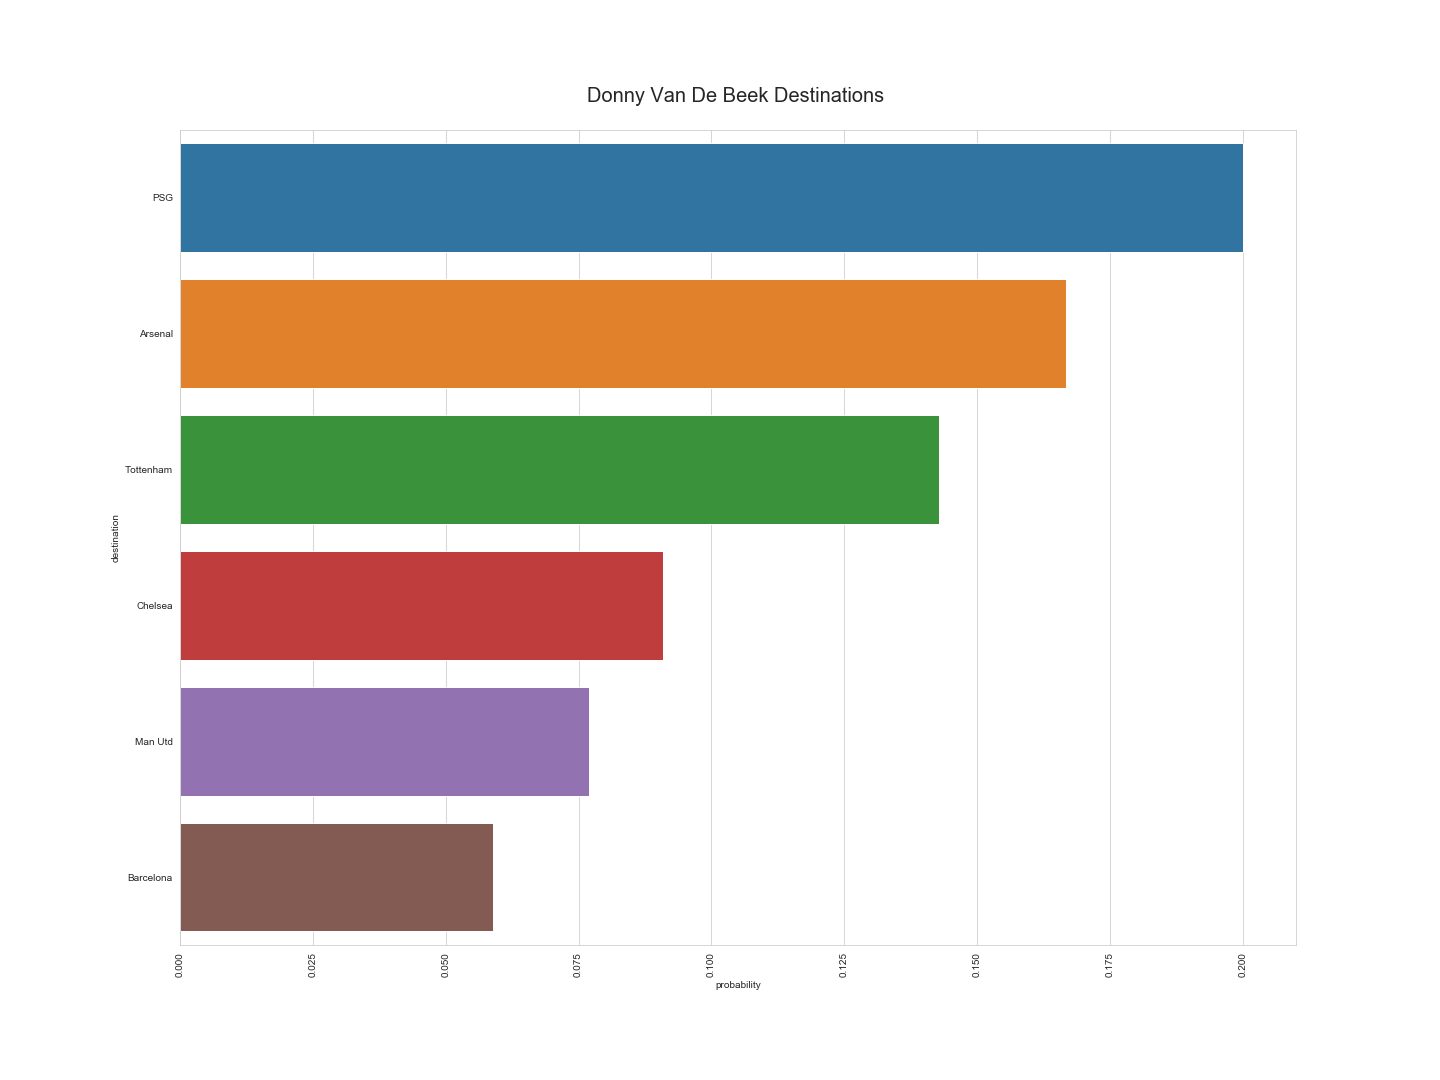 Donny Van De Beek Destinations
PSG
Arsenal
Tottenham
Chelsea
Man Utd
Barcelona
destination
0.000 0.025 0.050 0.075 0.100 0.125 0.150 0.175 0.200
probability